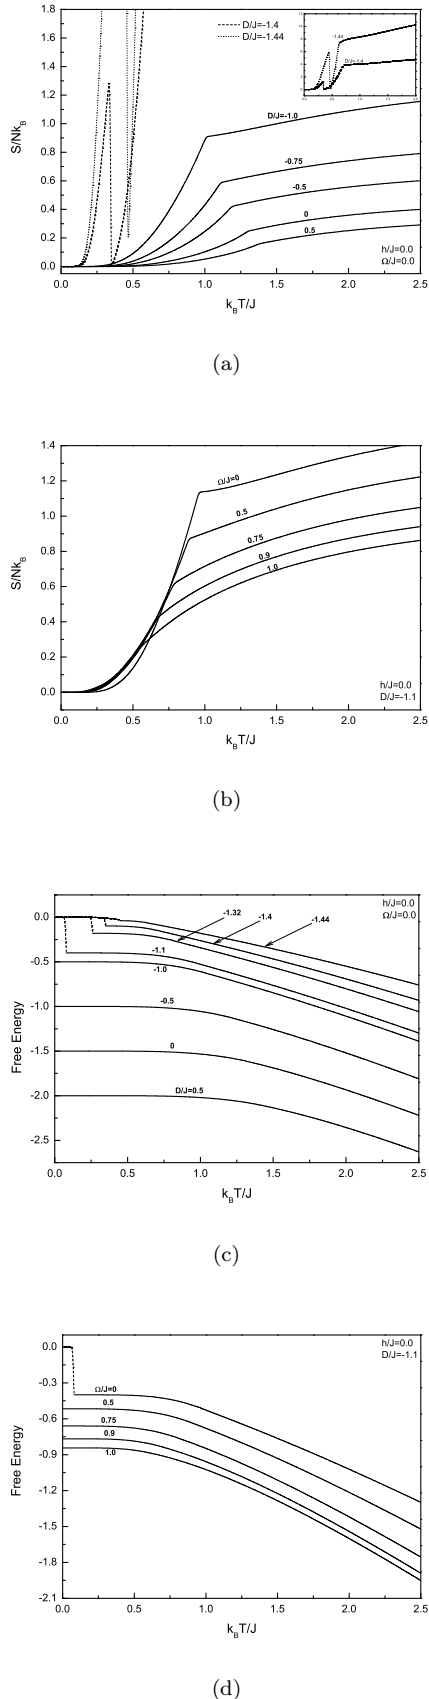 1.8
1.6
1.4
1.2
1.0
0.8
0.6
0.4
0.2
0.0
S/Nk_B
D/J=-1.4
D/J=-1.44
-1.44
D/J=-1.4
D/J=-1.0
-0.75
-0.5
0
0.5
h/J=0.0
Ω/J=0.0
0.0 0.5 1.0 1.5 2.0 2.5
k_BT/J
(a)
1.4
1.2
1.0
0.8
0.6
0.4
0.2
0.0
S/Nk_B
Ω/J=0
0.5
0.75
0.9
1.0
h/J=0.0
D/J=-1.1
0.0 0.5 1.0 1.5 2.0 2.5
k_BT/J
(b)
h/J=0.0
Ω/J=0.0
0.0
-0.5
-1.0
-1.5
-2.0
-2.5
Free Energy
-1.32
-1.4
-1.44
-1.1
-1.0
-0.5
0
D/J=0.5
0.0 0.5 1.0 1.5 2.0 2.5
k_BT/J
(c)
h/J=0.0
D/J=-1.1
0.0
-0.3
-0.6
-0.9
-1.2
-1.5
-1.8
-2.1
Free Energy
Ω/J=0
0.5
0.75
0.9
1.0
0.0 0.5 1.0 1.5 2.0 2.5
k_BT/J
(d)